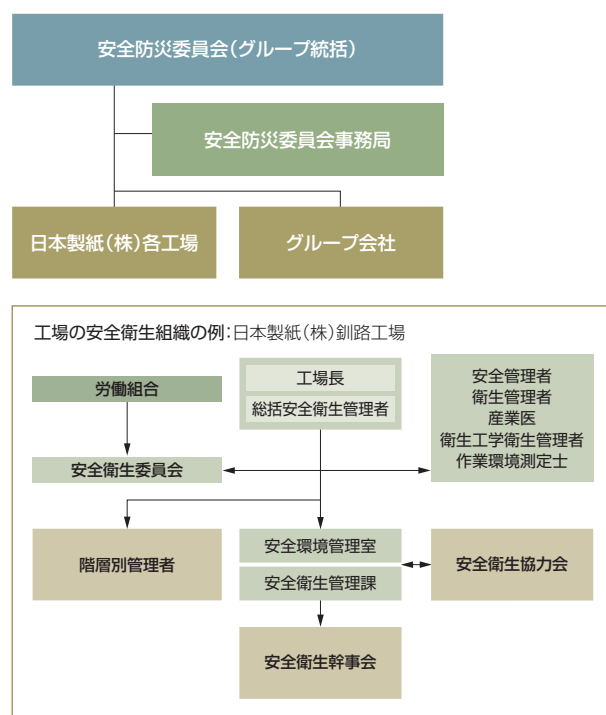 安全防災委員会(グループ統括)
安全防災委員会事務局
日本製紙(株)各工場
グループ会社
工場の安全衛生組織の例:日本製紙(株)釧路工場
労働組合
工場長
総括安全衛生管理者
安全管理者
衛生管理者
産業医
衛生工学衛生管理者
作業環境測定士
安全衛生委員会
階層別管理者
安全環境管理室
安全衛生管理課
安全衛生協力会
安全衛生幹事会